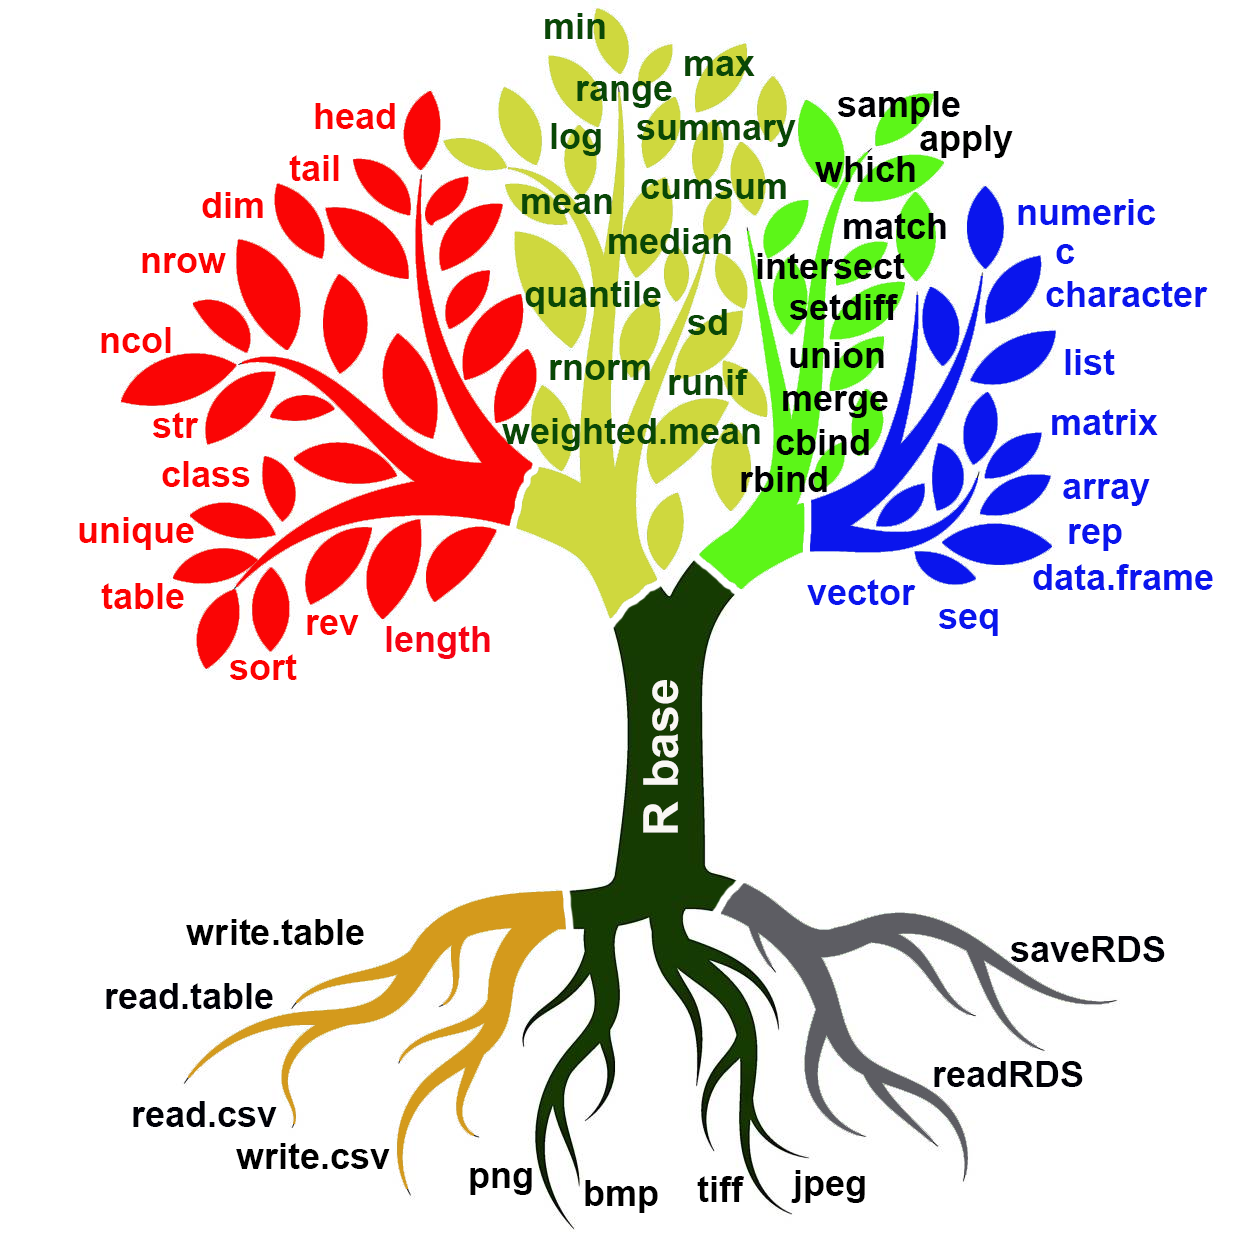 head
tail
dim
nrow
ncol
str
class
unique
table
sort
rev
length
min
max
range
log
summary
mean
cumsum
median
quantile
sd
rnorm
runif
weighted.mean
sample
apply
which
match
intersect
setdiff
union
merge
cbind
rbind
numeric
c
character
list
matrix
array
rep
data.frame
vector
seq
R base
write.table
read.table
read.csv
write.csv
png
bmp
tiff
jpeg
saveRDS
readRDS